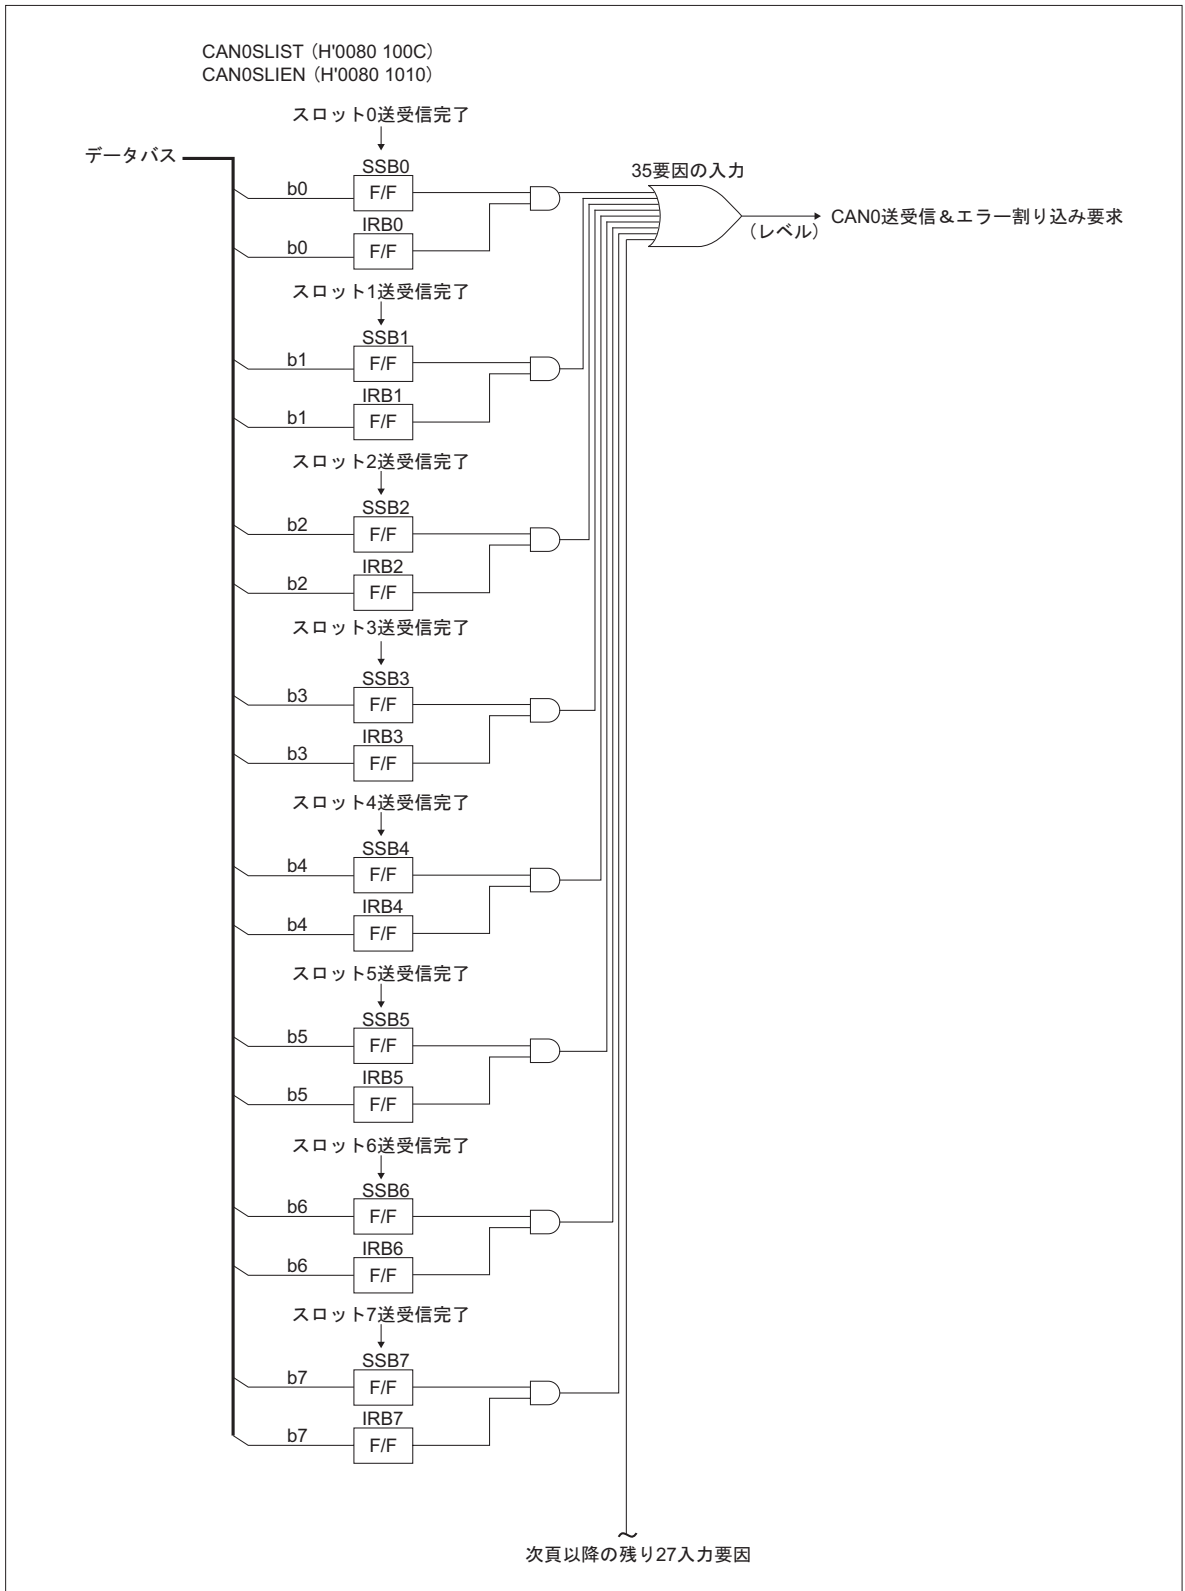 CAN0SLIST（H'0080 100C）
CAN0SLIEN（H'0080 1010）
スロット0送受信完了
データバス
SSB0
35要因の入力
b0
F/F
CAN0送受信＆エラー割り込み要求
（レベル）
IRB0
b0
F/F
スロット1送受信完了
SSB1
b1
F/F
IRB1
b1
F/F
スロット2送受信完了
SSB2
b2
F/F
IRB2
b2
F/F
スロット3送受信完了
SSB3
b3
F/F
IRB3
b3
F/F
スロット4送受信完了
SSB4
b4
F/F
IRB4
b4
F/F
スロット5送受信完了
SSB5
b5
F/F
IRB5
b5
F/F
スロット6送受信完了
SSB6
b6
F/F
IRB6
b6
F/F
スロット7送受信完了
SSB7
b7
F/F
IRB7
b7
F/F
次頁以降の残り27入力要因